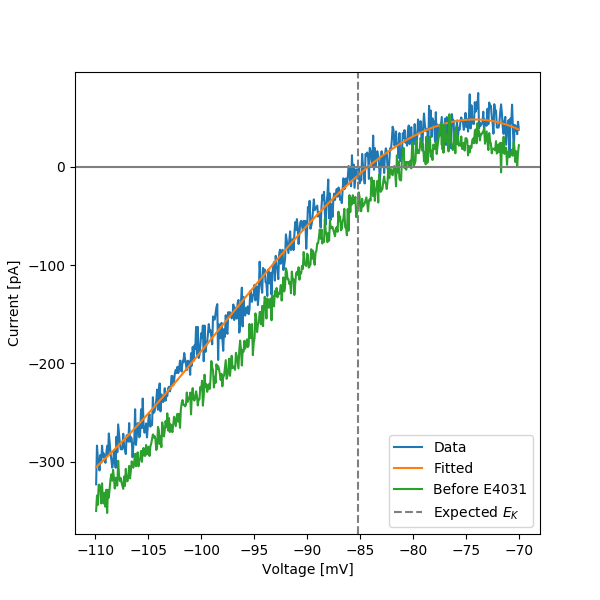 0
−100
−200
−300
Current [pA]
−110
−105
−100
−95
−90
−85
−80
−75
−70
Voltage [mV]
Data
Fitted
Before E4031
Expected E_K